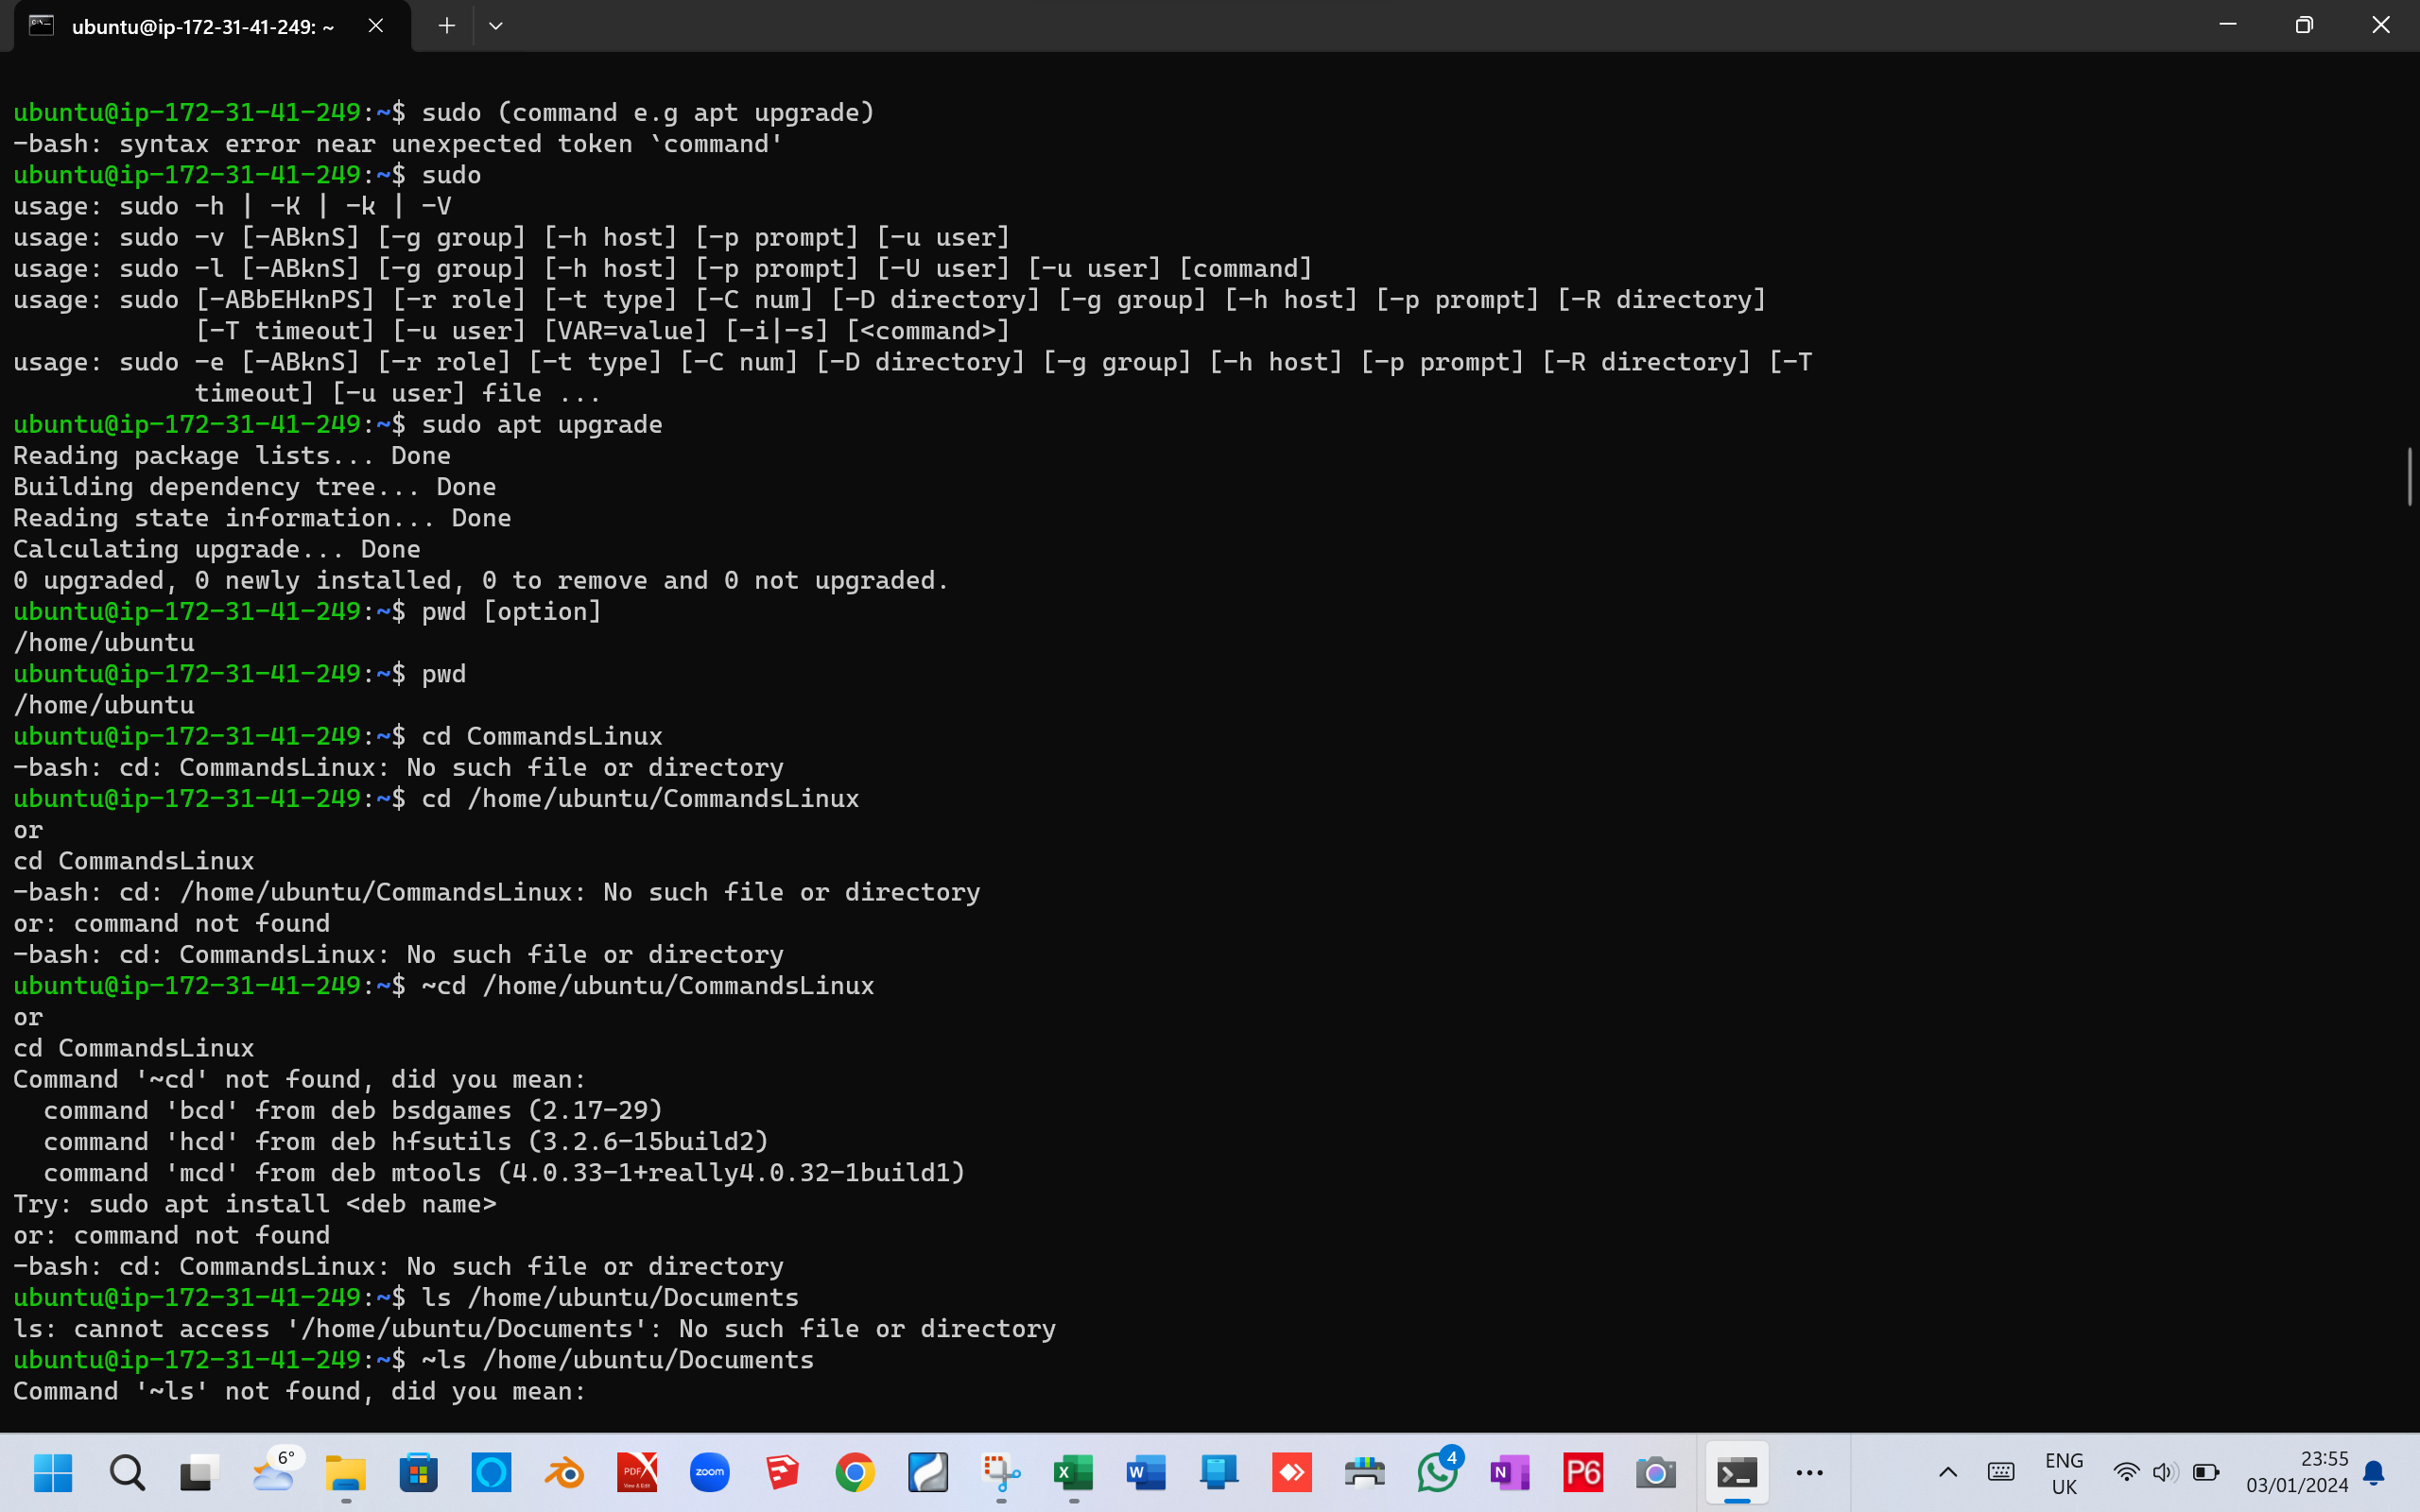 ubuntu@ip-172-31-41-249: ~
ubuntu@ip-172-31-41-249:~$ sudo (command e.g apt upgrade)
-bash: syntax error near unexpected token `command'
ubuntu@ip-172-31-41-249:~$ sudo
usage: sudo -h | -K | -k | -V
usage: sudo -v [-ABknS] [-g group] [-h host] [-p prompt] [-u user]
usage: sudo -l [-ABknS] [-g group] [-h host] [-p prompt] [-U user] [-u user] [command]
usage: sudo [-ABbEHknPS] [-r role] [-t type] [-C num] [-D directory] [-g group] [-h host] [-p prompt] [-R directory]
            [-T timeout] [-u user] [VAR=value] [-i|-s] [<command>]
usage: sudo -e [-ABknS] [-r role] [-t type] [-C num] [-D directory] [-g group] [-h host] [-p prompt] [-R directory] [-T
            timeout] [-u user] file ...
ubuntu@ip-172-31-41-249:~$ sudo apt upgrade
Reading package lists... Done
Building dependency tree... Done
Reading state information... Done
Calculating upgrade... Done
0 upgraded, 0 newly installed, 0 to remove and 0 not upgraded.
ubuntu@ip-172-31-41-249:~$ pwd [option]
/home/ubuntu
ubuntu@ip-172-31-41-249:~$ pwd
/home/ubuntu
ubuntu@ip-172-31-41-249:~$ cd CommandsLinux
-bash: cd: CommandsLinux: No such file or directory
ubuntu@ip-172-31-41-249:~$ cd /home/ubuntu/CommandsLinux
or
cd CommandsLinux
-bash: cd: /home/ubuntu/CommandsLinux: No such file or directory
or: command not found
-bash: cd: CommandsLinux: No such file or directory
ubuntu@ip-172-31-41-249:~$ ~cd /home/ubuntu/CommandsLinux
or
cd CommandsLinux
Command '~cd' not found, did you mean:
  command 'bcd' from deb bsdgames (2.17-29)
  command 'hcd' from deb hfsutils (3.2.6-15build2)
  command 'mcd' from deb mtools (4.0.33-1+really4.0.32-1build1)
Try: sudo apt install <deb name>
or: command not found
-bash: cd: CommandsLinux: No such file or directory
ubuntu@ip-172-31-41-249:~$ ls /home/ubuntu/Documents
ls: cannot access '/home/ubuntu/Documents': No such file or directory
ubuntu@ip-172-31-41-249:~$ ~ls /home/ubuntu/Documents
Command '~ls' not found, did you mean:
6°
PDF
View & Edit
zoom
X
W
4
N
P6
ENG
UK
23:55
03/01/2024